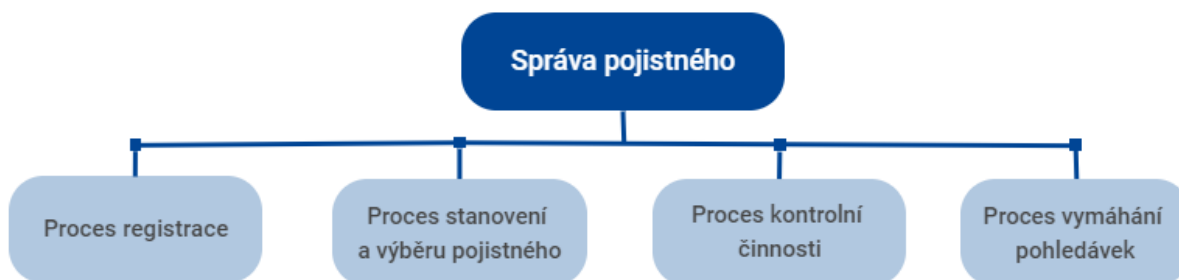 Správa pojistného
Proces registrace
Proces stanovení
a výběru pojistného
Proces kontrolní
činnosti
Proces vymáhání
pohledávek